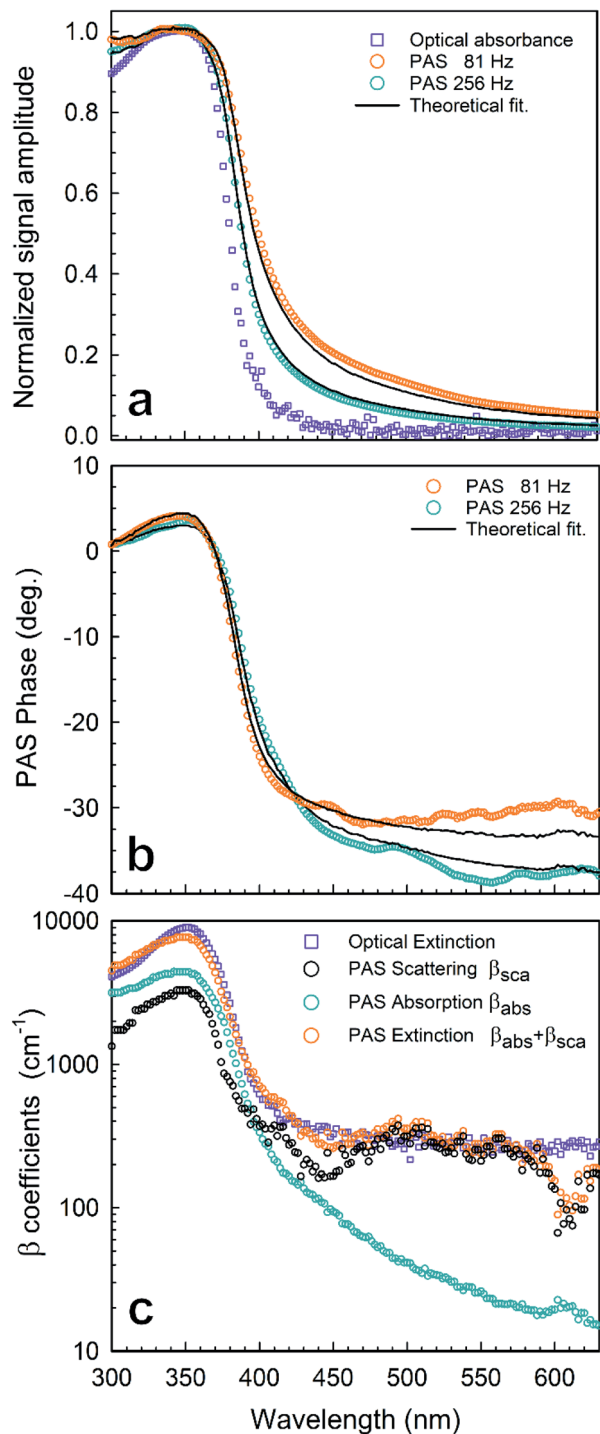 1.0
0.8
0.6
0.4
0.2
0.0
Normalized signal amplitude
Optical absorbance
PAS 81 Hz
PAS 256 Hz
Theoretical fit.
a
10
0
-10
-20
-30
-40
PAS Phase (deg.)
PAS 81 Hz
PAS 256 Hz
Theoretical fit.
b
10000
1000
100
10
β coefficients (cm⁻¹)
Optical Extinction
PAS Scattering βsca
PAS Absorption βabs
PAS Extinction βabs+βsca
c
300 350 400 450 500 550 600
Wavelength (nm)